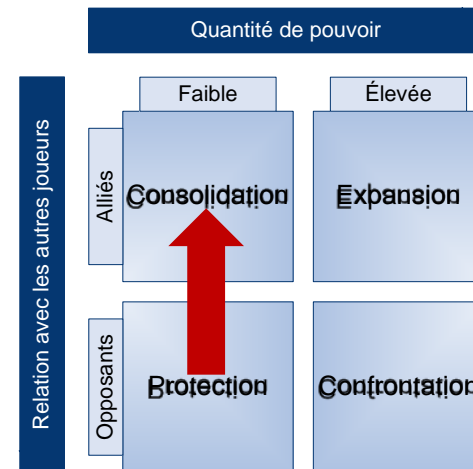 Quantité de pouvoir
Faible
Élevée
Relation avec les autres joueurs
Alliés
Consolidation
Expansion
Opposants
Protection
Confrontation